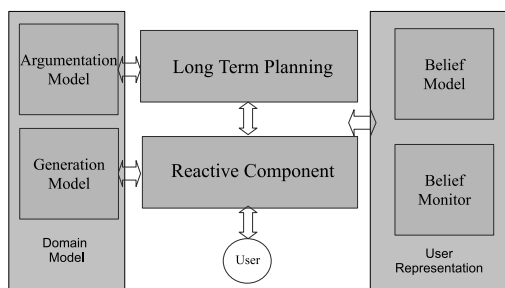 Argumentation
Model
Generation
Model
Domain
Model
Long Term Planning
Reactive Component
User
Belief
Model
Belief
Monitor
User
Representation